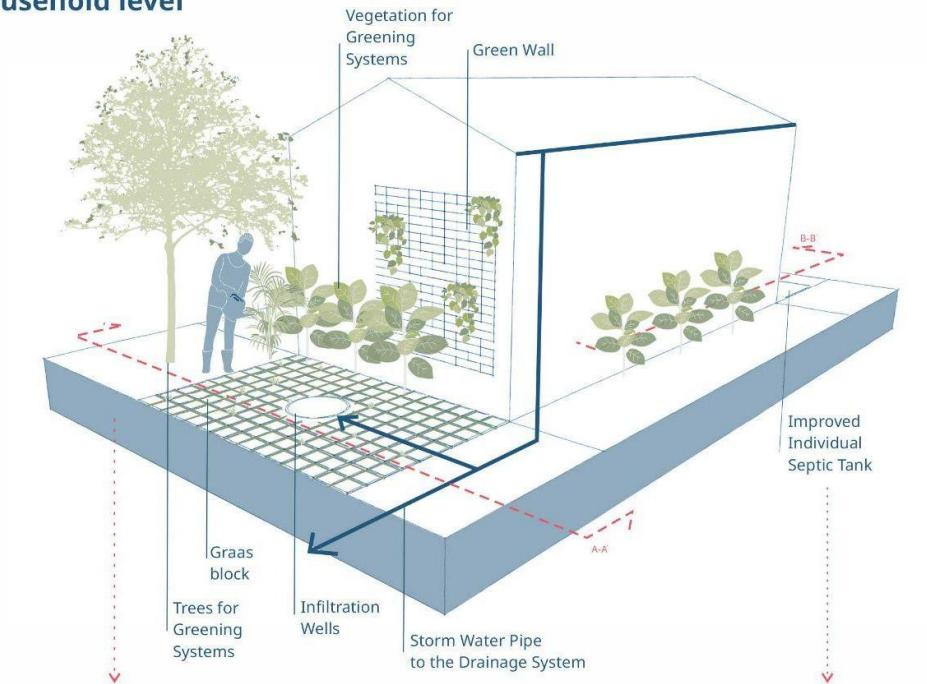 usehold level
Vegetation for
Greening
Systems
Green Wall
B-B'
Improved
Individual
Septic Tank
A-A'
Graas
block
Trees for
Greening
Systems
Infiltration
Wells
Storm Water Pipe
to the Drainage System